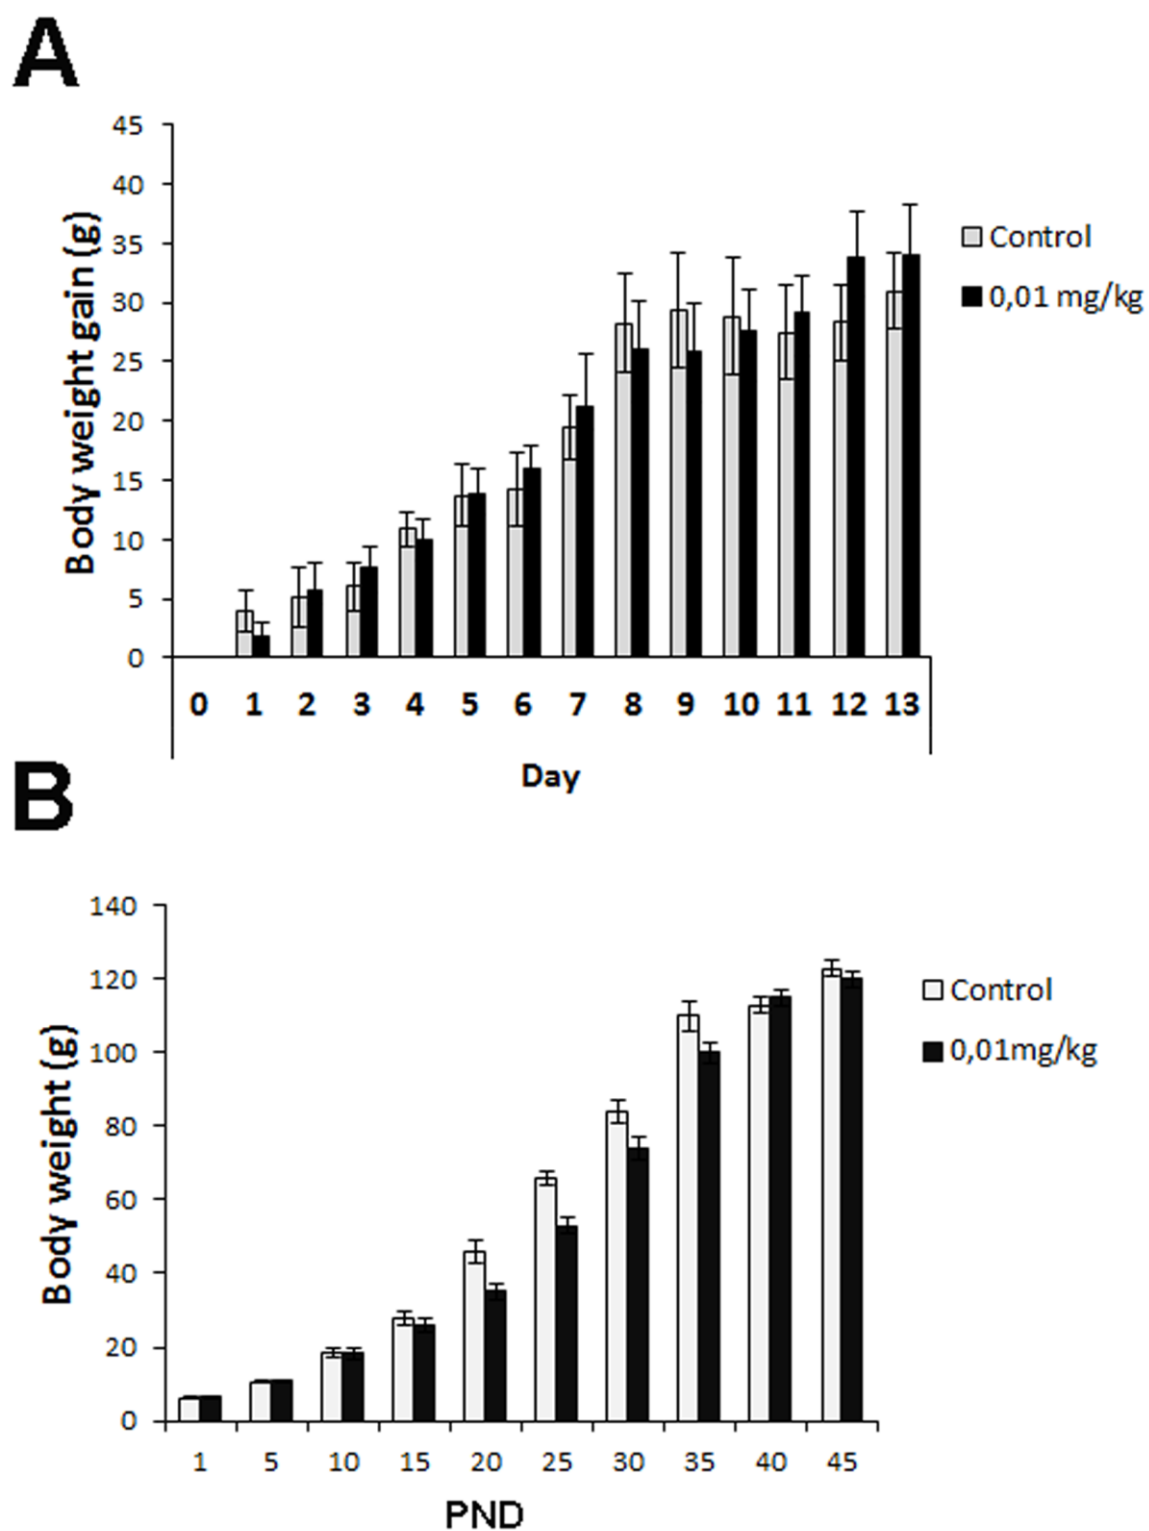 A
45
40
35
30
25
20
15
10
5
0
Body weight gain (g)
Control
0,01 mg/kg
0 1 2 3 4 5 6 7 8 9 10 11 12 13
Day
B
140
120
100
80
60
40
20
0
Body weight (g)
Control
0,01mg/kg
1 5 10 15 20 25 30 35 40 45
PND